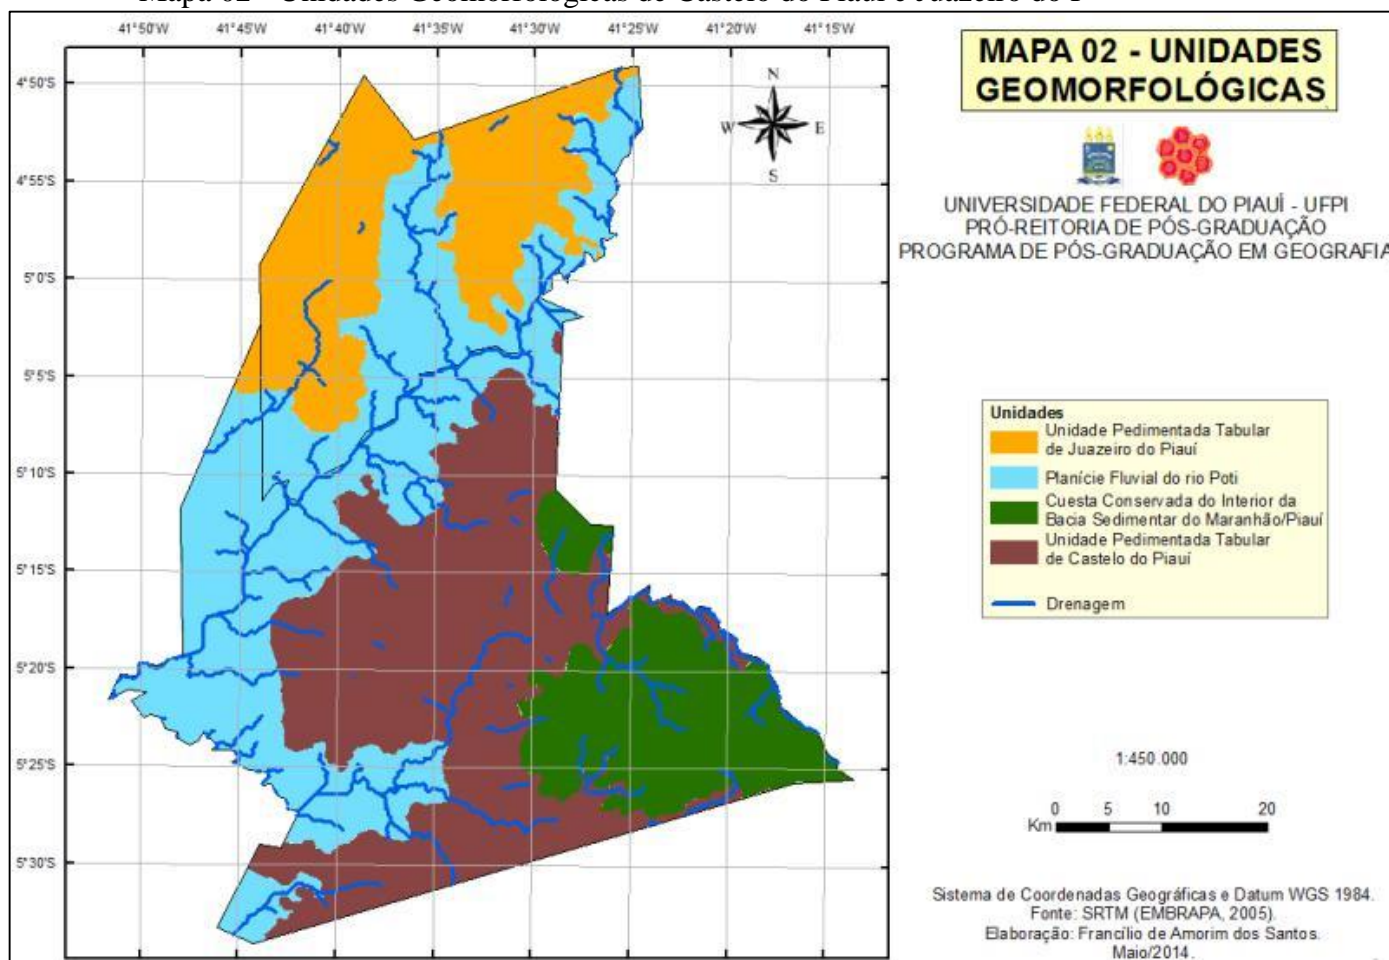 41°50'W 41°45'W 41°40'W 41°35'W 41°30'W 41°25'W 41°20'W 41°15'W
4°50'S
4°55'S
5°0'S
5°5'S
5°10'S
5°15'S
5°20'S
5°25'S
5°30'S
N
W E
S
MAPA 02 - UNIDADES
GEOMORFOLÓGICAS
UNIVERSIDADE FEDERAL DO PIAUÍ - UFPI
PRÓ-REITORIA DE PÓS-GRADUAÇÃO
PROGRAMA DE PÓS-GRADUAÇÃO EM GEOGRAFIA
Unidades
Unidade Pedimentada Tabular
de Juazeiro do Piauí
Planície Fluvial do rio Poti
Cuesta Conservada do Interior da
Bacia Sedimentar do Maranhão/Piauí
Unidade Pedimentada Tabular
de Castelo do Piauí
Drenagem
1:450.000
0 5 10 20
Km
Sistema de Coordenadas Geográficas e Datum WGS 1984.
Fonte: SRTM (EMBRAPA, 2005).
Elaboração: Francílio de Amorim dos Santos.
Maio/2014.